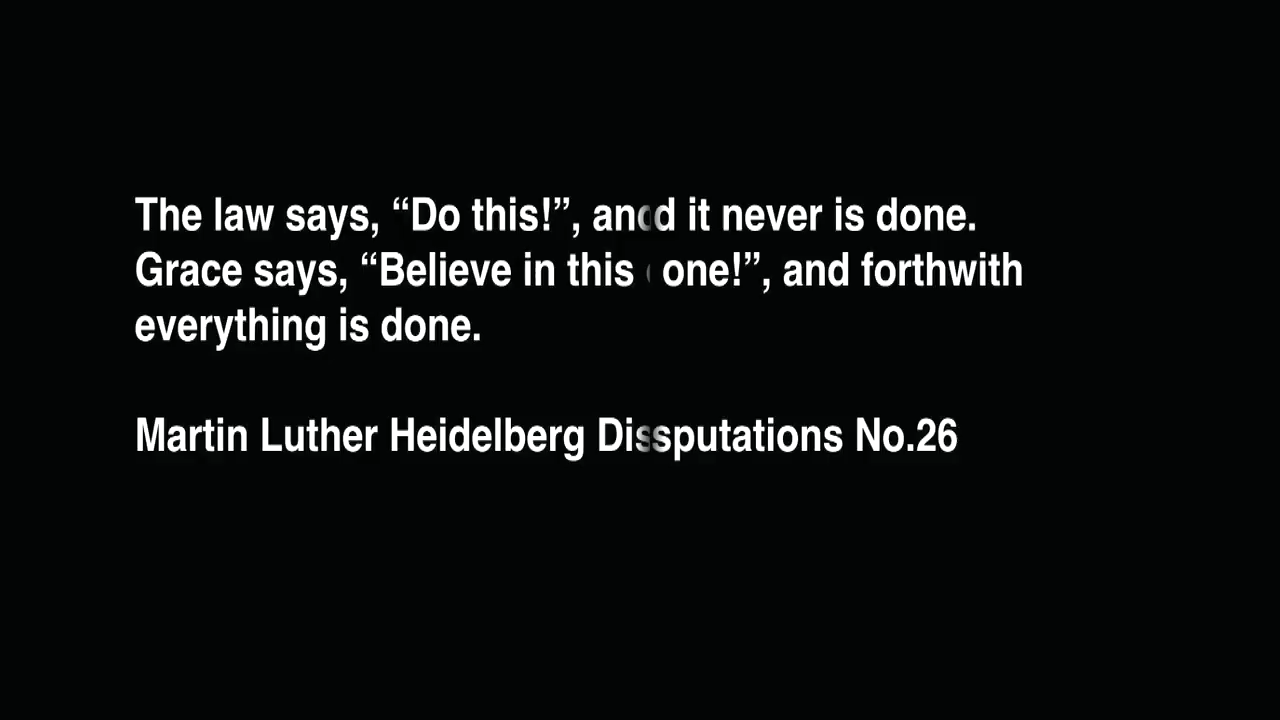 The law says, “Do this!”, and it never is done.
Grace says, “Believe in this one!”, and forthwith
everything is done.
Martin Luther Heidelberg Disputations No.26